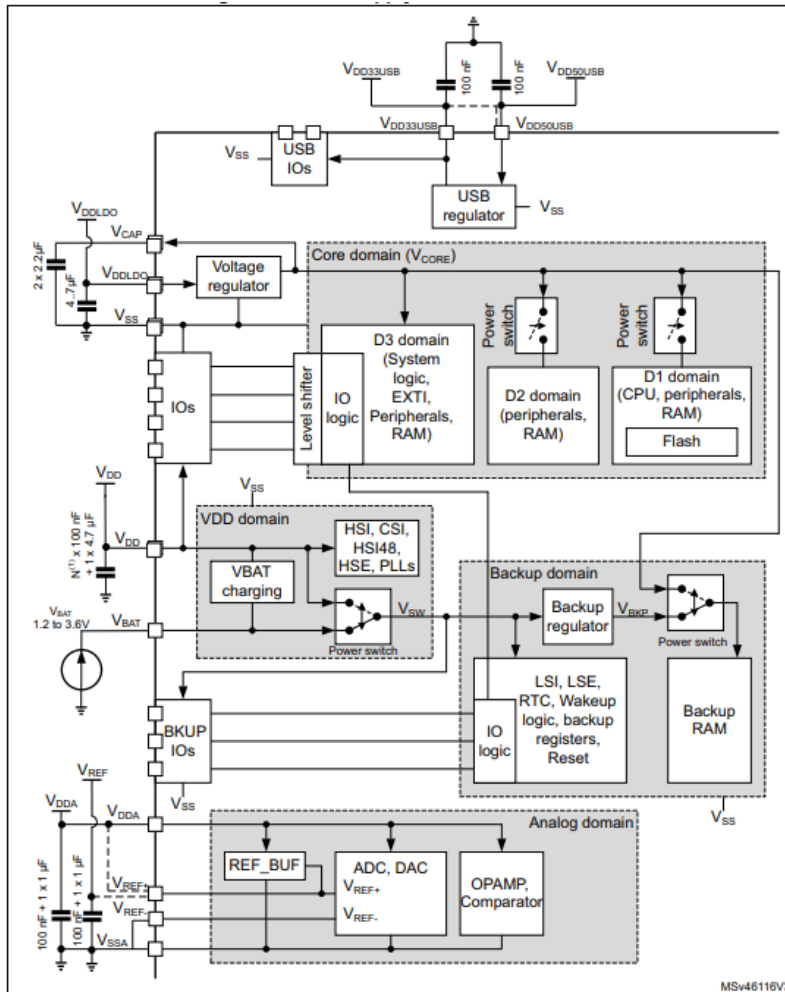 VDD33USB
100 nF
100 nF
VDD50USB
VDD33USB
VDD50USB
VSS
USB
IOs
USB
regulator
VSS
VDDLDO
VCAP
2 x 2.2µF
VDDLDO
4..7µF
VSS
Voltage
regulator
Core domain (VCORE)
Power
switch
Power
switch
D3 domain
(System
logic,
EXTI,
Peripherals,
RAM)
D2 domain
(peripherals,
RAM)
D1 domain
(CPU, peripherals,
RAM)
Flash
IOs
Level shifter
IO
logic
VDD
VSS
VDD domain
VDD
N(1) x 100 nF
+ 1 x 4.7 µF
HSI, CSI,
HSI48,
HSE, PLLs
VBAT
charging
VBAT
1.2 to 3.6V
VBAT
VSW
Power switch
Backup domain
Backup
regulator
VBKP
Power switch
LSI, LSE,
RTC, Wakeup
logic, backup
registers,
Reset
IO
logic
Backup
RAM
VSS
BKUP
IOs
VSS
VREF
VDDA
VDDA
Analog domain
REF_BUF
ADC, DAC
VREF+
VREF-
OPAMP,
Comparator
VREF+
VREF-
VSSA
100 nF + 1 x 1 µF
100 nF + 1 x 1 µF